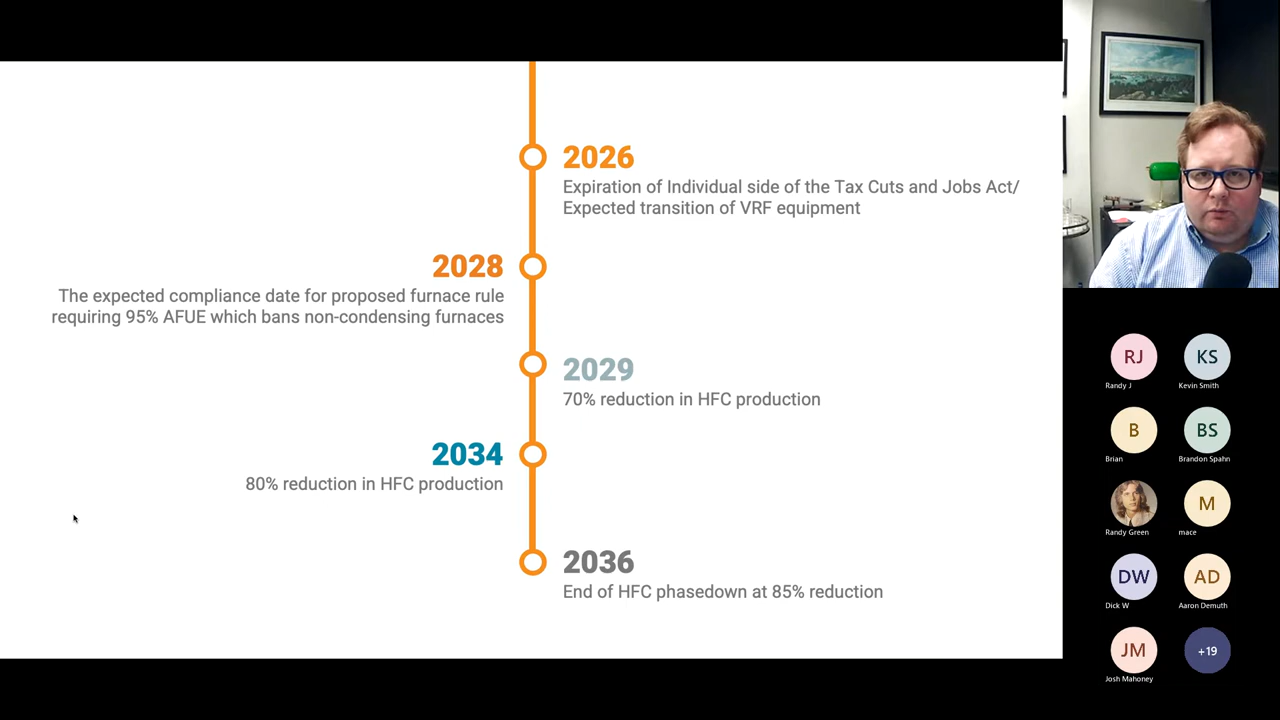 2026
Expiration of Individual side of the Tax Cuts and Jobs Act/
Expected transition of VRF equipment
2028
The expected compliance date for proposed furnace rule
requiring 95% AFUE which bans non-condensing furnaces
2029
70% reduction in HFC production
2034
80% reduction in HFC production
2036
End of HFC phasedown at 85% reduction
RJ
Randy J
KS
Kevin Smith
B
Brian
BS
Brandon Spahn
Randy Green
M
mace
DW
Dick W
AD
Aaron Demuth
JM
Josh Mahoney
+19